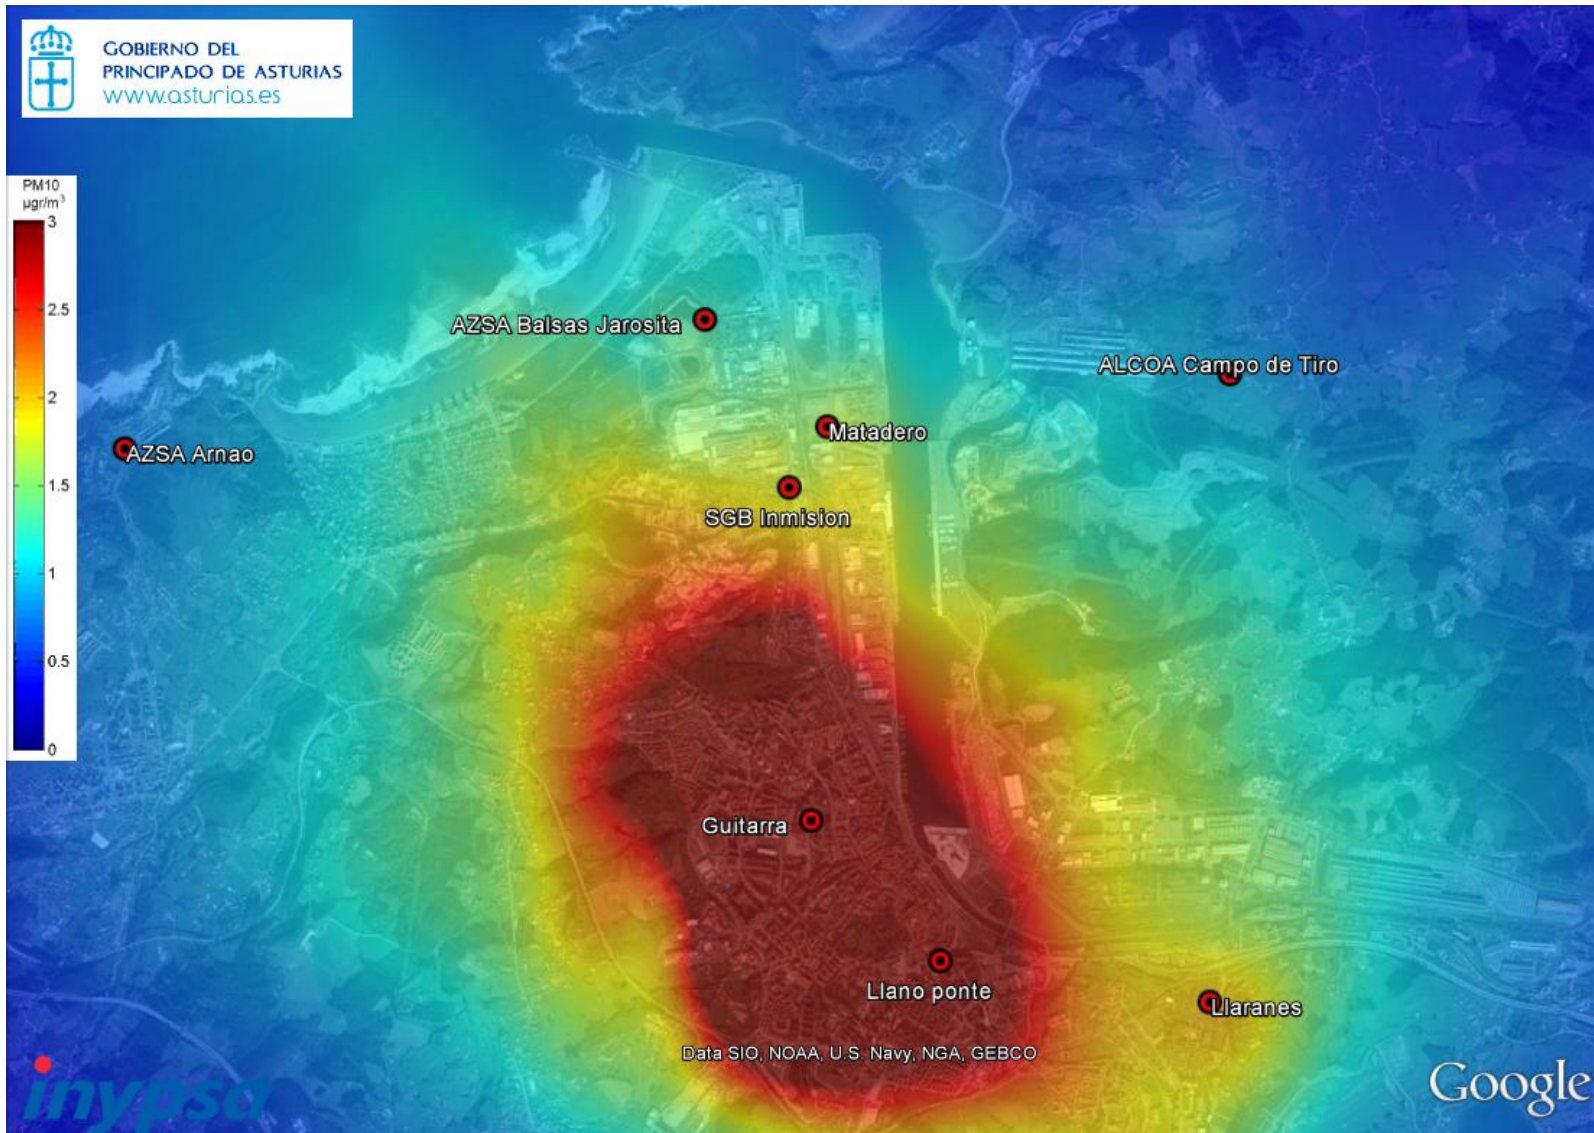 GOBIERNO DEL
PRINCIPADO DE ASTURIAS
www.asturias.es
PM10
µgr/m³
3
2.5
2
1.5
1
0.5
0
AZSA Balsas Jarosita
ALCOA Campo de Tiro
Matadero
AZSA Arnao
SGB Inmision
Guitarra
Llano ponte
Llaranes
Data SIO, NOAA, U.S. Navy, NGA, GEBCO
inypsa
Google